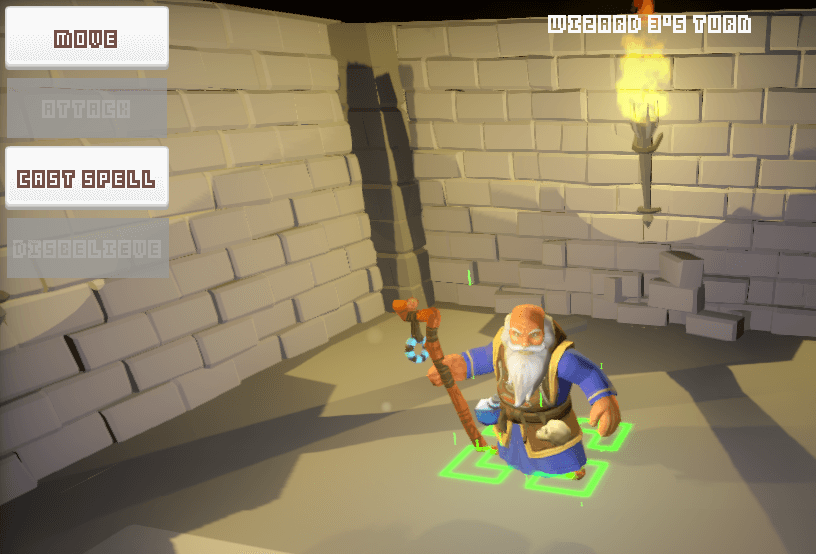 WIZARD 3'S TURN
MOVE
ATTACK
CAST SPELL
DISBELIEVE